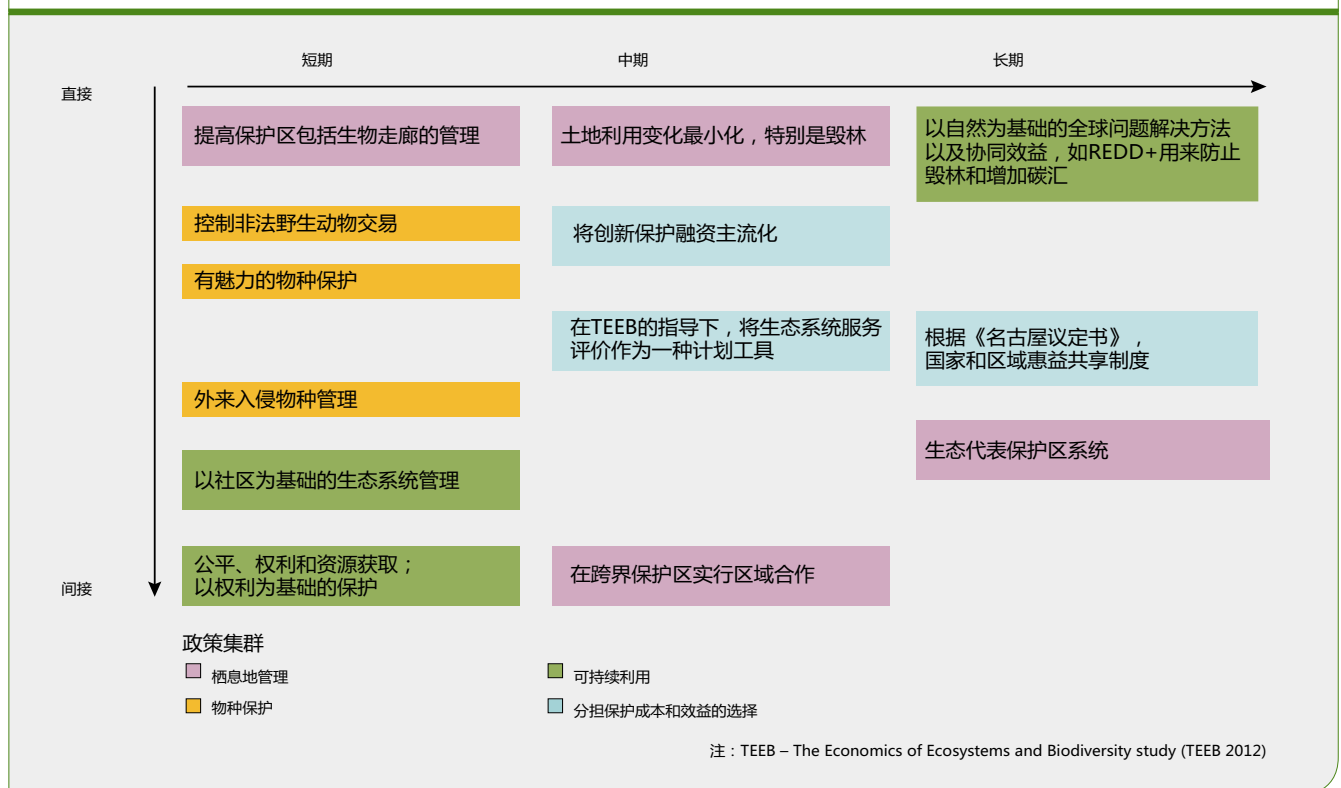 短期
中期
长期
直接
提高保护区包括生物走廊的管理
土地利用变化最小化，特别是毁林
以自然为基础的全球问题解决方法
以及协同效益，如REDD+用来防止
毁林和增加碳汇
控制非法野生动物交易
将创新保护融资主流化
有魅力的物种保护
在TEEB的指导下，将生态系统服务
评价作为一种计划工具
根据《名古屋议定书》，
国家和区域惠益共享制度
外来入侵物种管理
生态代表保护区系统
以社区为基础的生态系统管理
公平、权利和资源获取；
以权利为基础的保护
在跨界保护区实行区域合作
间接
政策集群
栖息地管理
可持续利用
物种保护
分担保护成本和效益的选择
注：TEEB – The Economics of Ecosystems and Biodiversity study (TEEB 2012)